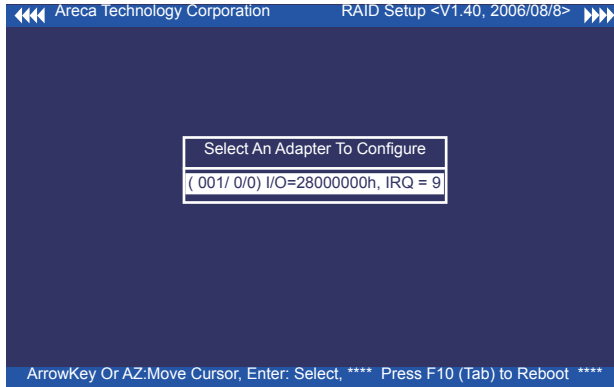 Areca Technology Corporation RAID Setup <V1.40, 2006/08/8>
Select An Adapter To Configure
( 001/ 0/0) I/O=28000000h, IRQ = 9
ArrowKey Or AZ:Move Cursor, Enter: Select, **** Press F10 (Tab) to Reboot ****